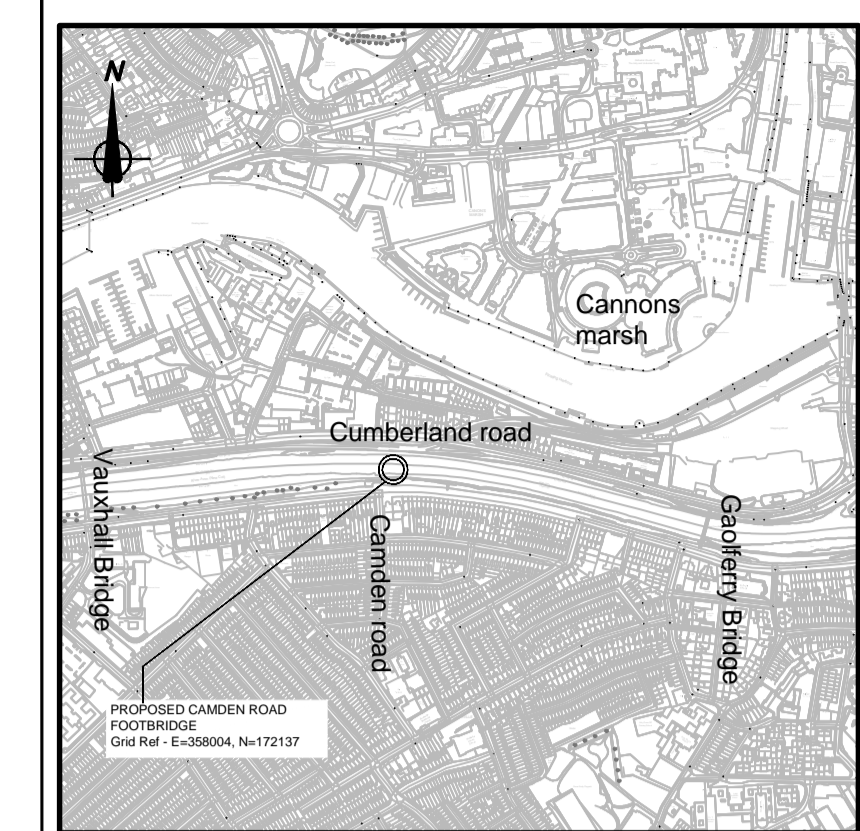 N
Cannons
marsh
Cumberland road
Vauxhall Bridge
Camden road
Gaolferry Bridge
PROPOSED CAMDEN ROAD
FOOTBRIDGE
Grid Ref - E=358004, N=172137